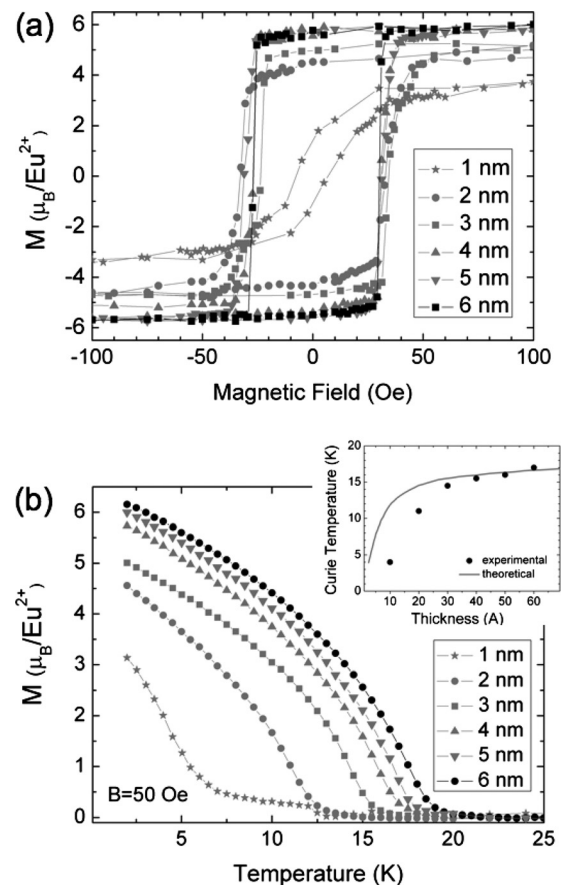 (a)
6
4
2
0
-2
-4
-6
M (μB/Eu2+)
1 nm
2 nm
3 nm
4 nm
5 nm
6 nm
-100 -50 0 50 100
Magnetic Field (Oe)
(b)
6
5
4
3
2
1
0
M (μB/Eu2+)
20
15
10
5
0
Curie Temperature (K)
experimental
theoretical
10 20 30 40 50 60
Thickness (A)
1 nm
2 nm
3 nm
4 nm
5 nm
6 nm
B=50 Oe
5 10 15 20 25
Temperature (K)